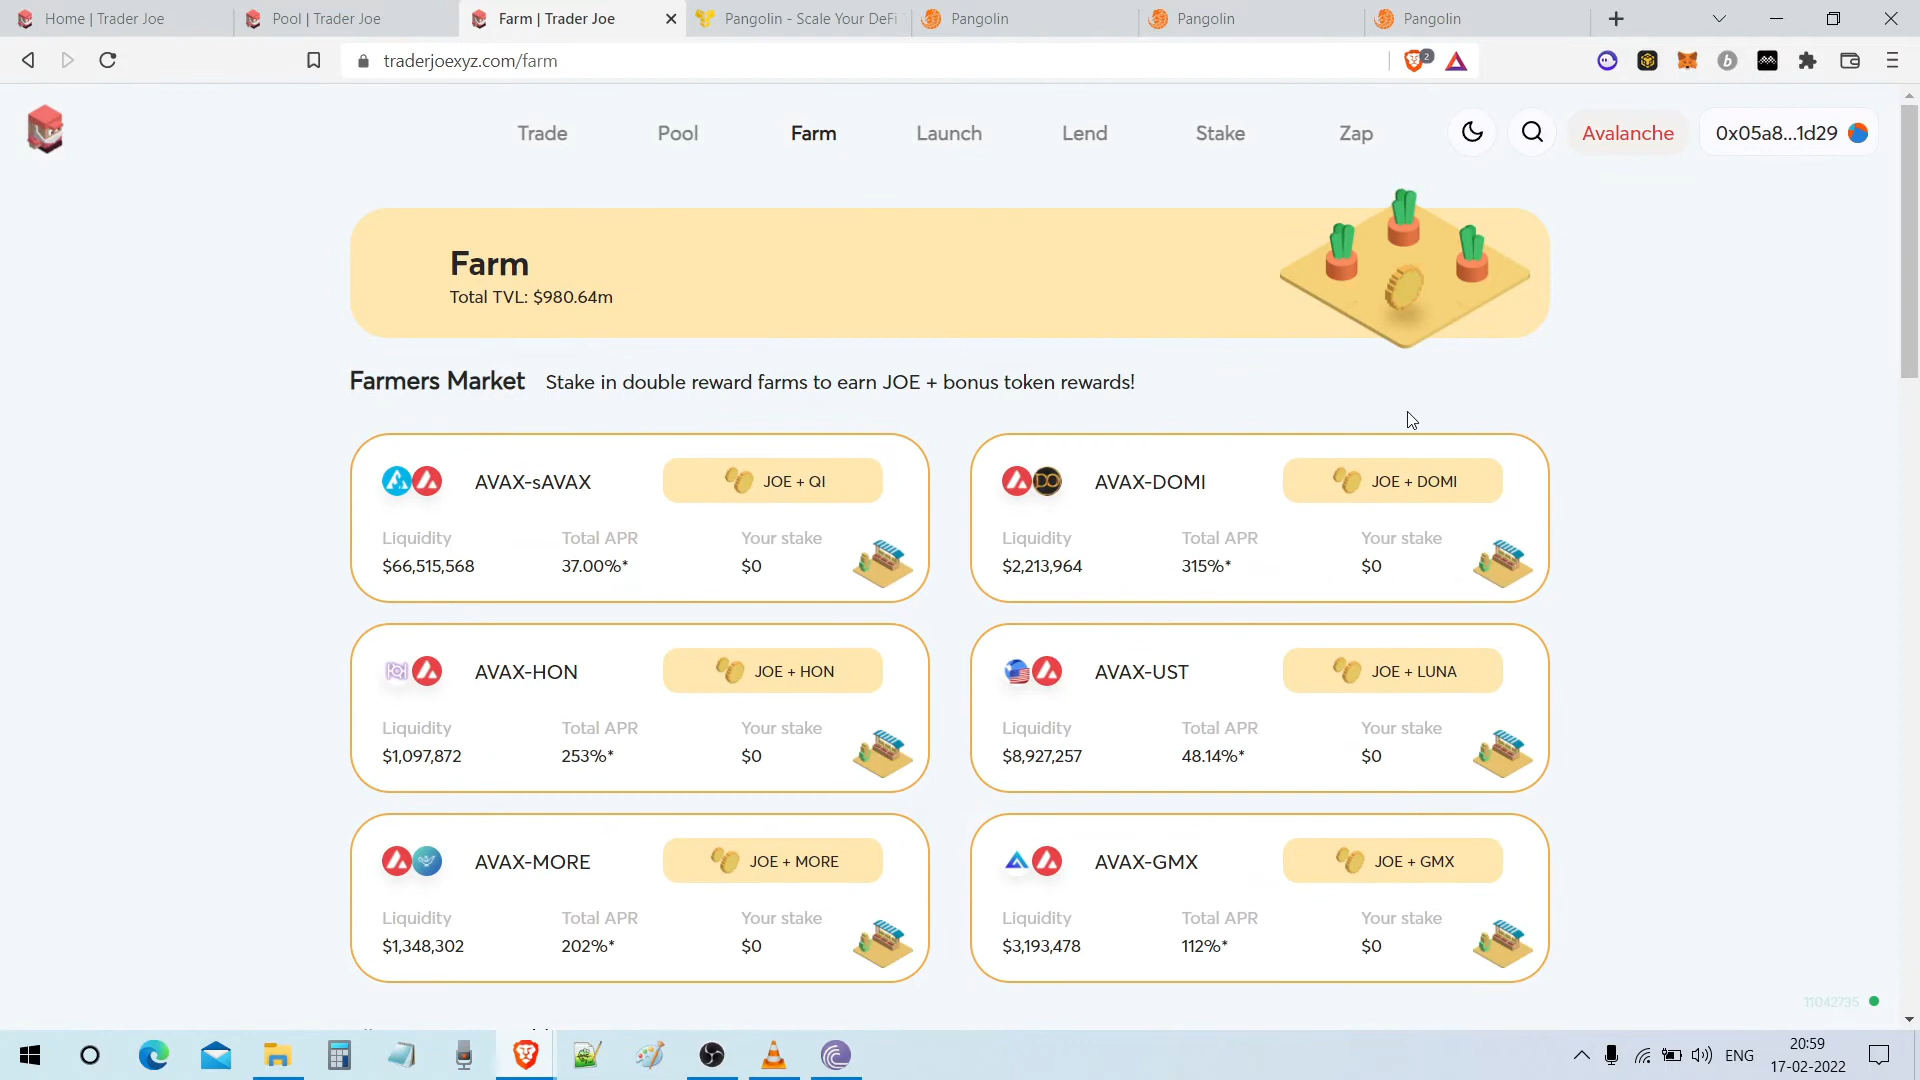 Home | Trader Joe
Pool | Trader Joe
Farm | Trader Joe
Pangolin - Scale Your DeFi
Pangolin
Pangolin
Pangolin
traderjoexyz.com/farm
2
Trade
Pool
Farm
Launch
Lend
Stake
Zap
Avalanche
0x05a8...1d29
Farm
Total TVL: $980.64m
Farmers Market
Stake in double reward farms to earn JOE + bonus token rewards!
AVAX-sAVAX
JOE + QI
Liquidity
Total APR
Your stake
$66,515,568
37.00%*
$0
AVAX-DOMI
JOE + DOMI
Liquidity
Total APR
Your stake
$2,213,964
315%*
$0
AVAX-HON
JOE + HON
Liquidity
Total APR
Your stake
$1,097,872
253%*
$0
AVAX-UST
JOE + LUNA
Liquidity
Total APR
Your stake
$8,927,257
48.14%*
$0
AVAX-MORE
JOE + MORE
Liquidity
Total APR
Your stake
$1,348,302
202%*
$0
AVAX-GMX
JOE + GMX
Liquidity
Total APR
Your stake
$3,193,478
112%*
$0
11042735
ENG
20:59
17-02-2022